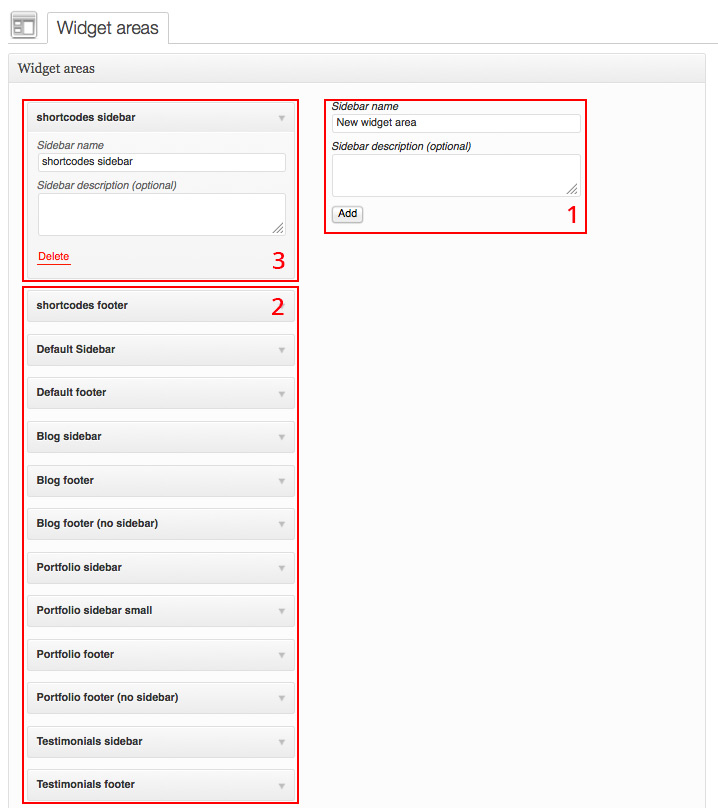 Widget areas
Widget areas
shortcodes sidebar
Sidebar name
shortcodes sidebar
Sidebar description (optional)
Delete
3
Sidebar name
New widget area
Sidebar description (optional)
Add
1
shortcodes footer
2
Default Sidebar
Default footer
Blog sidebar
Blog footer
Blog footer (no sidebar)
Portfolio sidebar
Portfolio sidebar small
Portfolio footer
Portfolio footer (no sidebar)
Testimonials sidebar
Testimonials footer